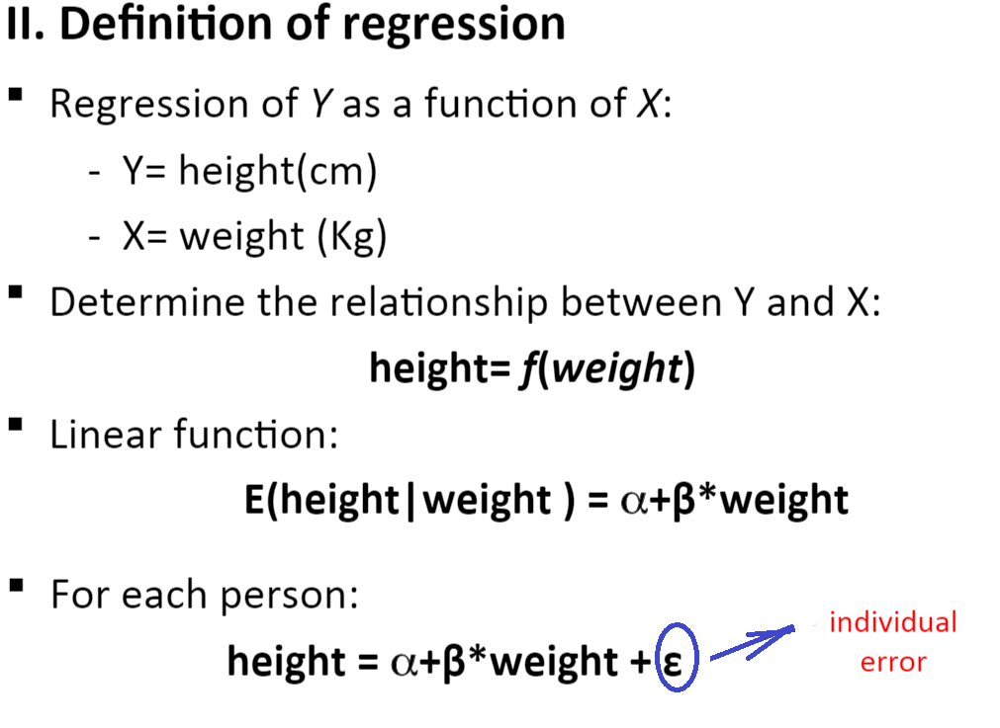 II. Definition of regression
▪ Regression of Y as a function of X:
- Y= height(cm)
- X= weight (Kg)
▪ Determine the relationship between Y and X:
height= f(weight)
▪ Linear function:
E(height|weight ) = α+β*weight
▪ For each person:
height = α+β*weight + ε
individual
error